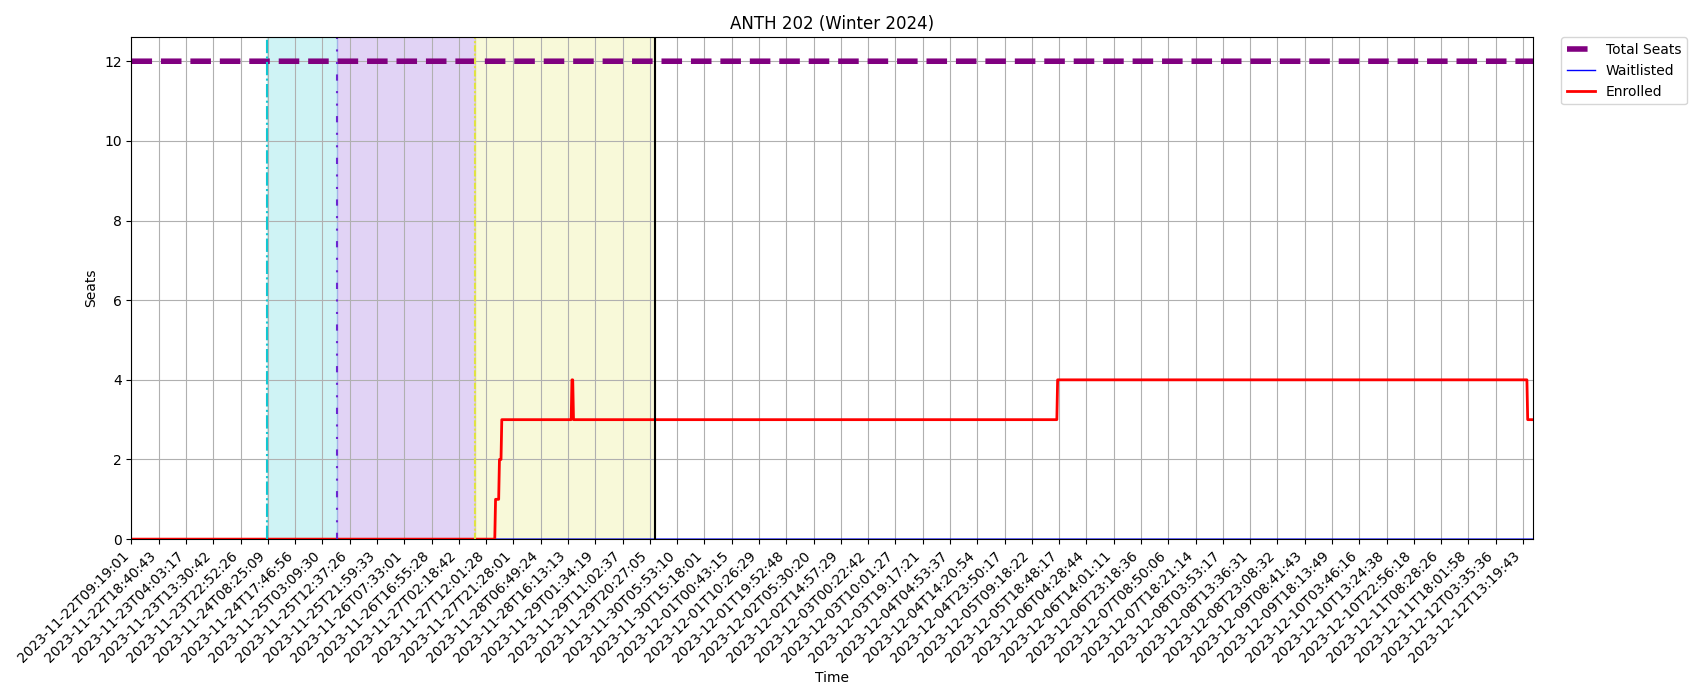 ANTH 202 (Winter 2024)
Total Seats
Waitlisted
Enrolled
Seats
12
10
8
6
4
2
0
2023-11-22T09:19:01
2023-11-22T18:40:43
2023-11-23T04:03:17
2023-11-23T13:30:42
2023-11-23T22:52:26
2023-11-24T08:25:09
2023-11-24T17:46:56
2023-11-25T03:09:30
2023-11-25T12:37:26
2023-11-25T21:59:33
2023-11-26T07:33:01
2023-11-26T16:55:28
2023-11-27T02:18:42
2023-11-27T12:01:28
2023-11-27T21:28:01
2023-11-28T06:49:24
2023-11-28T16:13:13
2023-11-29T01:34:19
2023-11-29T11:02:37
2023-11-29T20:27:05
2023-11-30T05:53:10
2023-11-30T15:18:01
2023-12-01T00:43:15
2023-12-01T10:26:29
2023-12-01T19:52:48
2023-12-02T05:30:20
2023-12-02T14:57:29
2023-12-03T00:22:42
2023-12-03T10:01:27
2023-12-03T19:17:21
2023-12-04T04:53:37
2023-12-04T14:20:54
2023-12-04T23:50:17
2023-12-05T09:18:22
2023-12-05T18:48:17
2023-12-06T04:28:44
2023-12-06T14:01:11
2023-12-06T23:18:36
2023-12-07T08:50:06
2023-12-07T18:21:14
2023-12-08T03:53:17
2023-12-08T13:36:31
2023-12-08T23:08:32
2023-12-09T08:41:43
2023-12-09T18:13:49
2023-12-10T03:46:16
2023-12-10T13:24:38
2023-12-10T22:56:18
2023-12-11T08:28:26
2023-12-11T18:01:58
2023-12-12T03:35:36
2023-12-12T13:19:43
Time